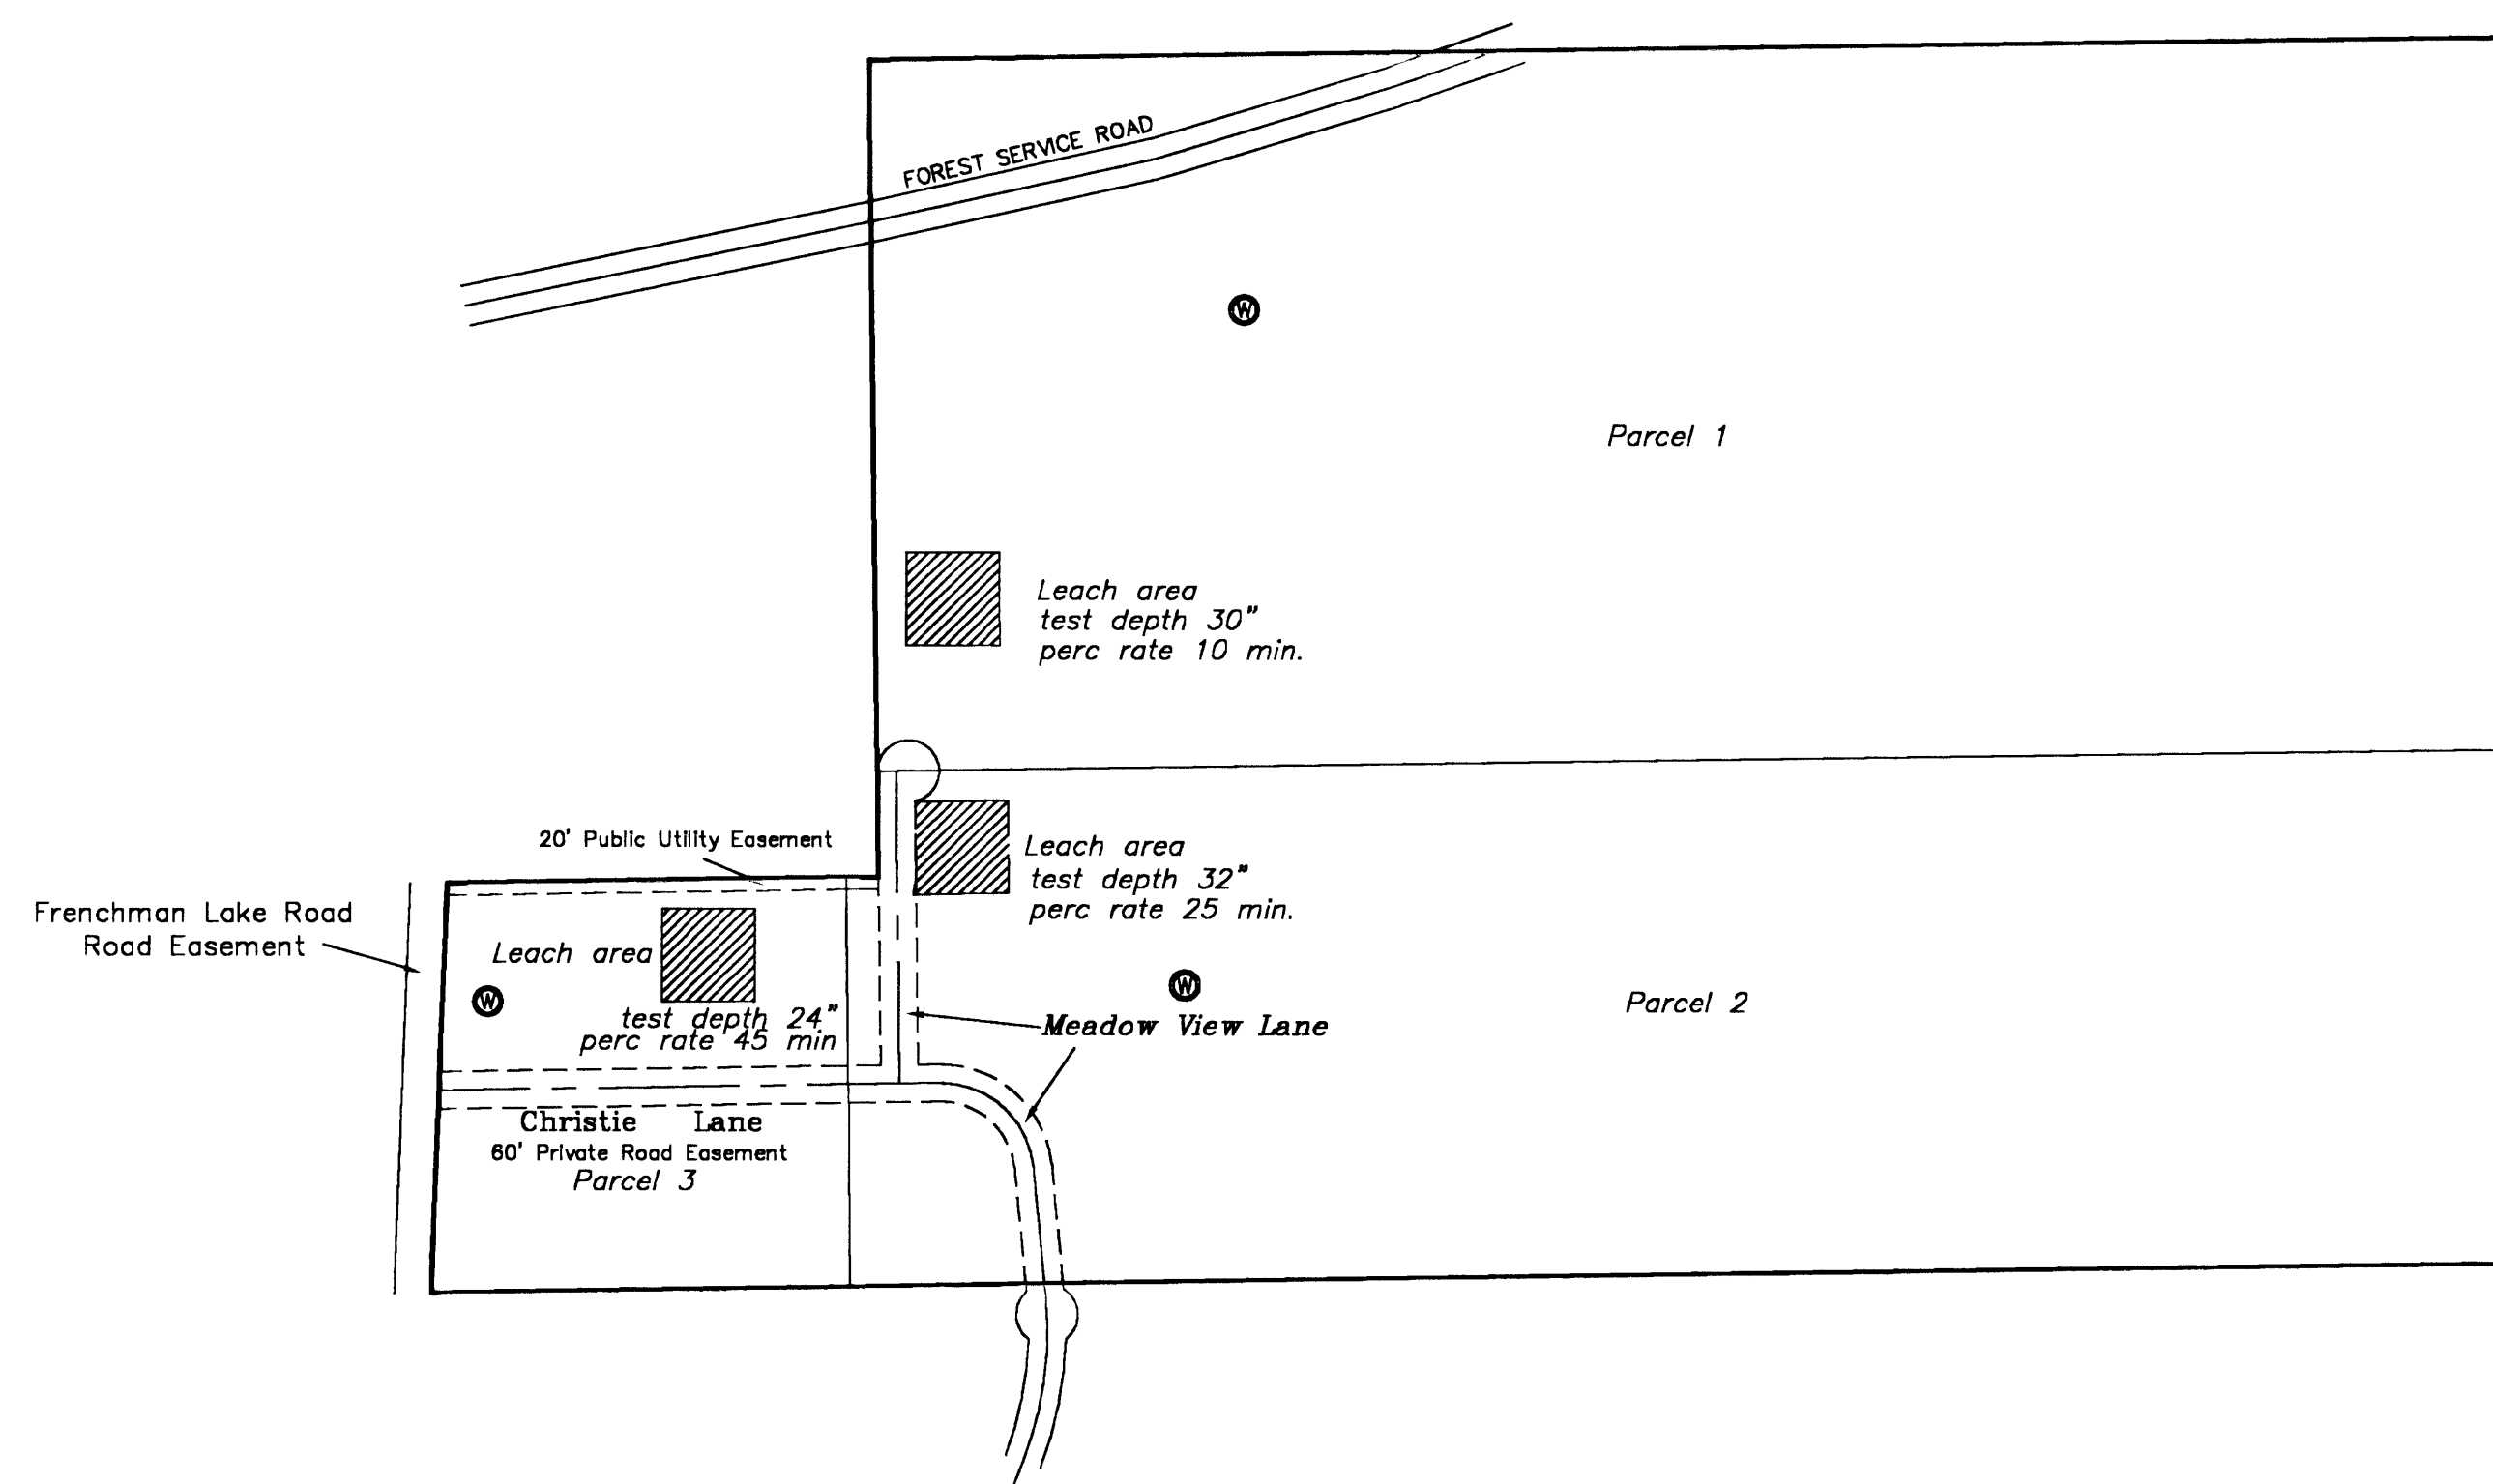 FOREST SERVICE ROAD
W
Parcel 1
Leach area
test depth 30"
perc rate 10 min.
20' Public Utility Easement
Leach area
test depth 32"
perc rate 25 min.
Frenchman Lake Road
Road Easement
Leach area
W
test depth 24"
perc rate 45 min
W
Meadow View Lane
Parcel 2
Christie Lane
60' Private Road Easement
Parcel 3